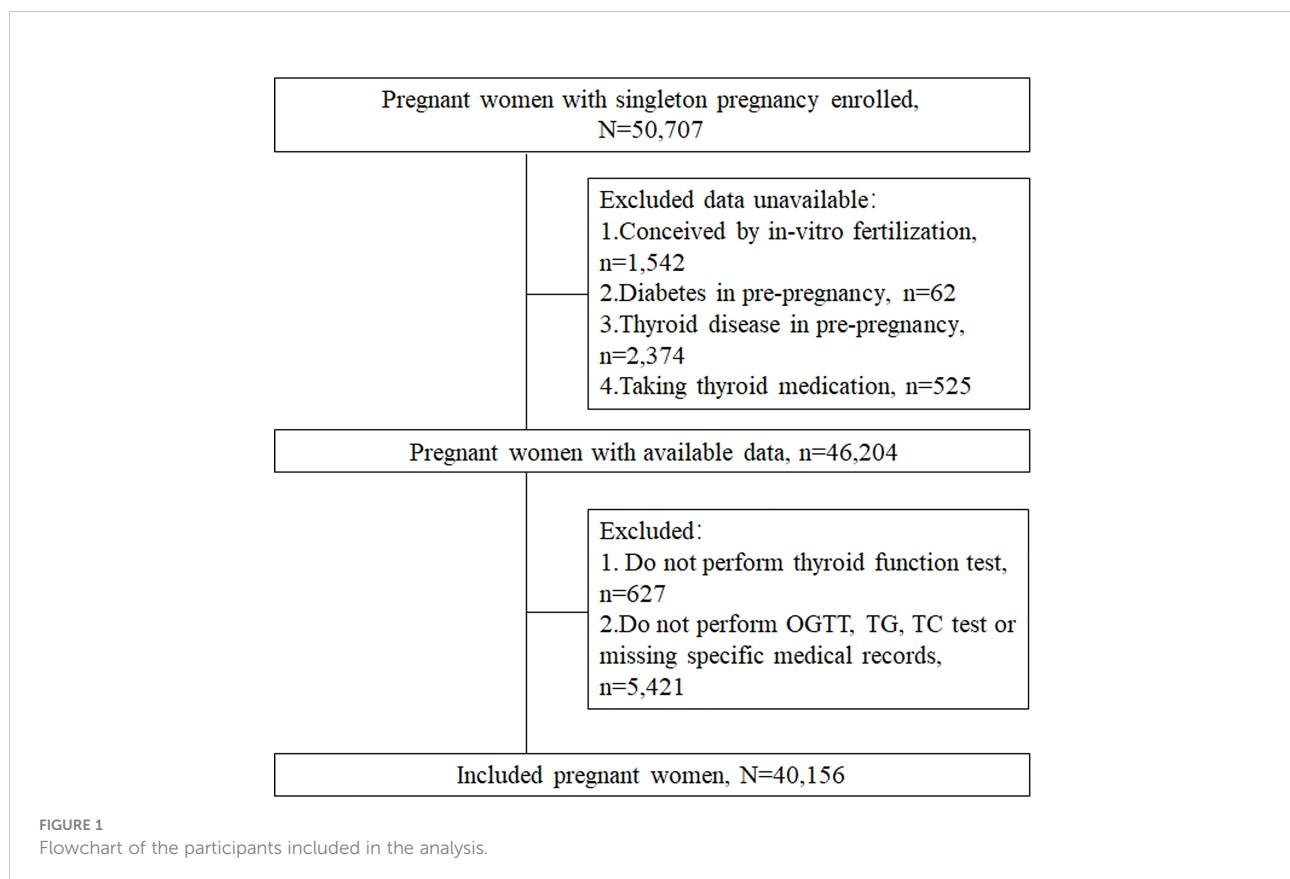 Pregnant women with singleton pregnancy enrolled,
N=50,707
Excluded data unavailable:
1.Conceived by in-vitro fertilization,
n=1,542
2.Diabetes in pre-pregnancy, n=62
3.Thyroid disease in pre-pregnancy,
n=2,374
4.Taking thyroid medication, n=525
Pregnant women with available data, n=46,204
Excluded:
1. Do not perform thyroid function test,
n=627
2.Do not perform OGTT, TG, TC test or
missing specific medical records,
n=5,421
Included pregnant women, N=40,156
FIGURE 1
Flowchart of the participants included in the analysis.